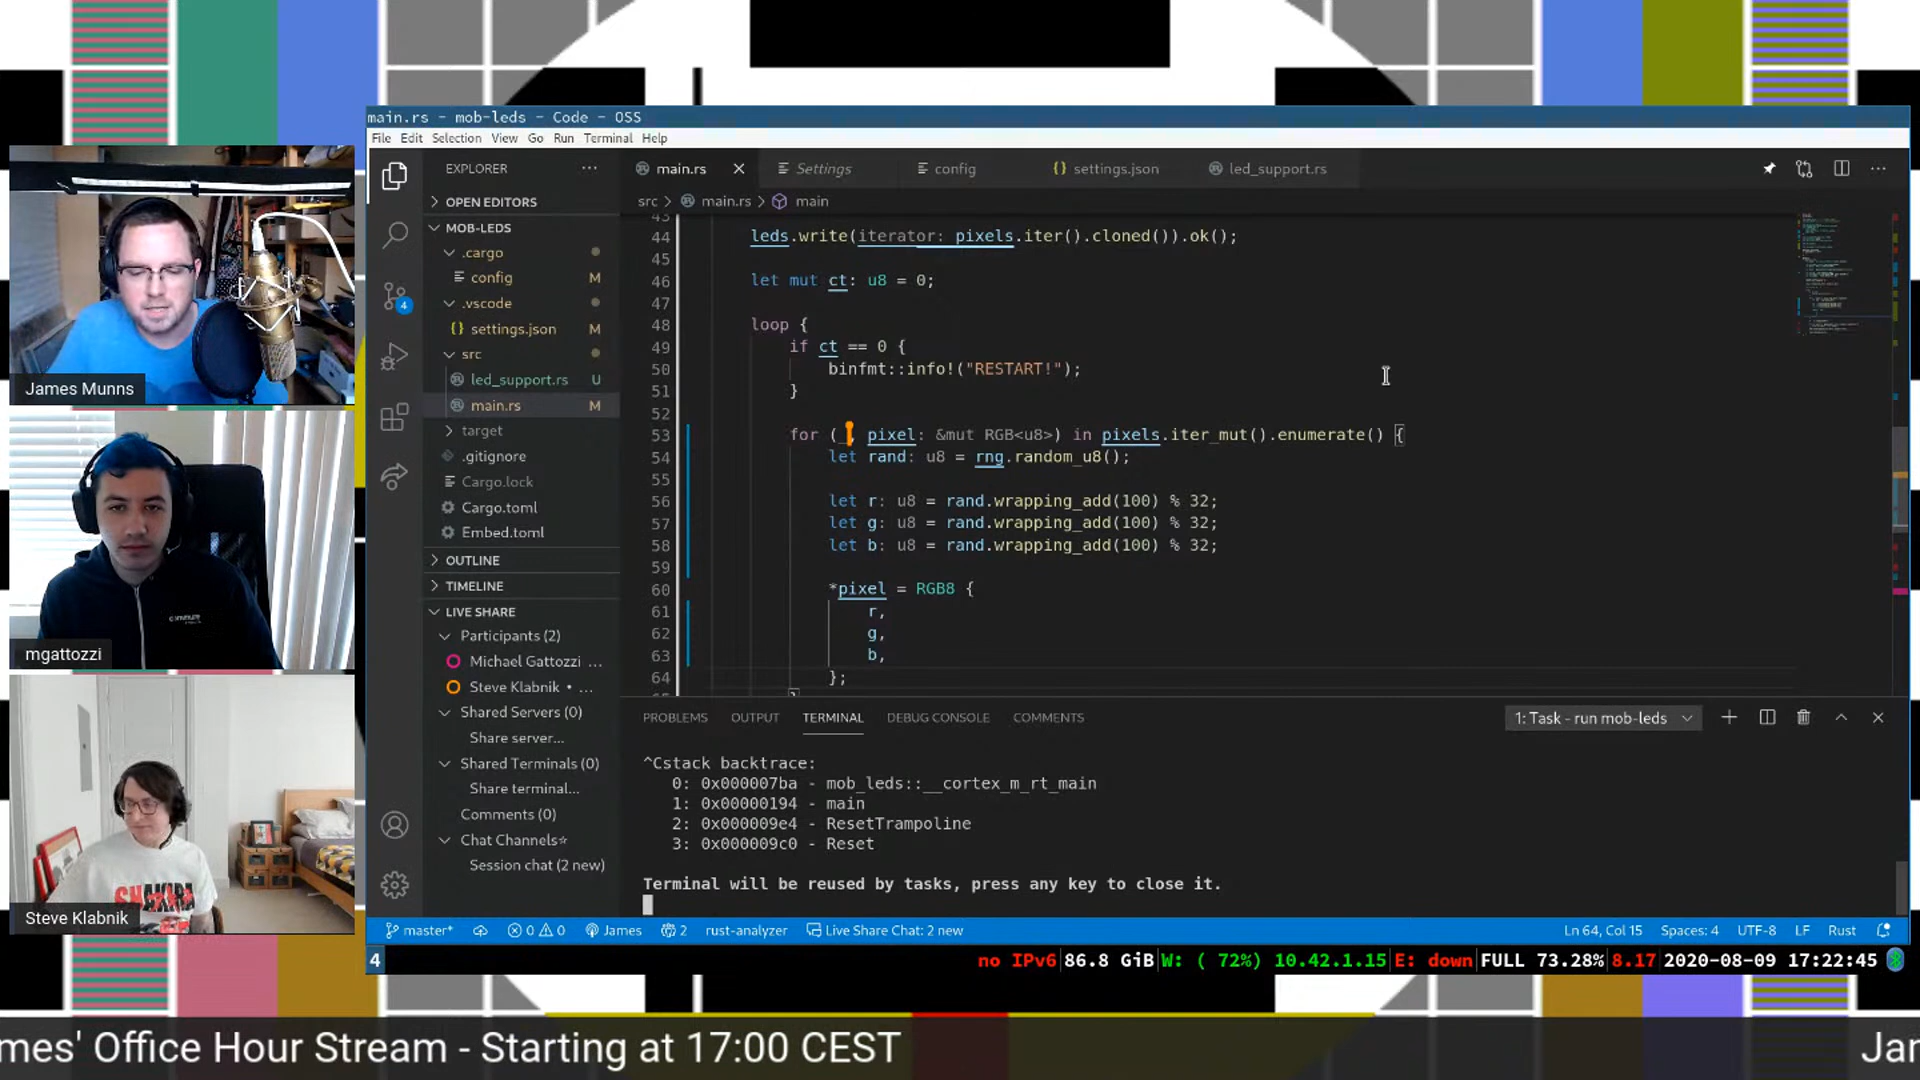 main.rs - mob-leds - Code - OSS
File Edit Selection View Go Run Terminal Help
EXPLORER
OPEN EDITORS
MOB-LEDS
.cargo
config M
.vscode
settings.json M
src
led_support.rs U
main.rs M
target
.gitignore
Cargo.lock
Cargo.toml
Embed.toml
OUTLINE
TIMELINE
LIVE SHARE
Participants (2)
Michael Gattozzi ...
Steve Klabnik • ...
Shared Servers (0)
Share server...
Shared Terminals (0)
Share terminal...
Comments (0)
Chat Channels
Session chat (2 new)
4
main.rs Settings config settings.json led_support.rs
src > main.rs > main
43
44 leds.write(iterator: pixels.iter().cloned()).ok();
45
46 let mut ct: u8 = 0;
47
48 loop {
49 if ct == 0 {
50 binfmt::info!("RESTART!");
51 }
52
53 for (_, pixel: &mut RGB<u8>) in pixels.iter_mut().enumerate() {
54 let rand: u8 = rng.random_u8();
55
56 let r: u8 = rand.wrapping_add(100) % 32;
57 let g: u8 = rand.wrapping_add(100) % 32;
58 let b: u8 = rand.wrapping_add(100) % 32;
59
60 *pixel = RGB8 {
61 r,
62 g,
63 b,
64 };
PROBLEMS OUTPUT TERMINAL DEBUG CONSOLE COMMENTS
1: Task - run mob-leds
^Cstack backtrace:
0: 0x000007ba - mob_leds::__cortex_m_rt_main
1: 0x00000194 - main
2: 0x000009e4 - ResetTrampoline
3: 0x000009c0 - Reset
Terminal will be reused by tasks, press any key to close it.
master* 0 0 James 2 rust-analyzer Live Share Chat: 2 new
Ln 64, Col 15 Spaces: 4 UTF-8 LF Rust
4
no IPv6|86.8 GiB|W: ( 72%) 10.42.1.15|E: down|FULL 73.28%|8.17|2020-08-09 17:22:45
James Munns
mgattozzi
Steve Klabnik
mes' Office Hour Stream - Starting at 17:00 CEST
Jar